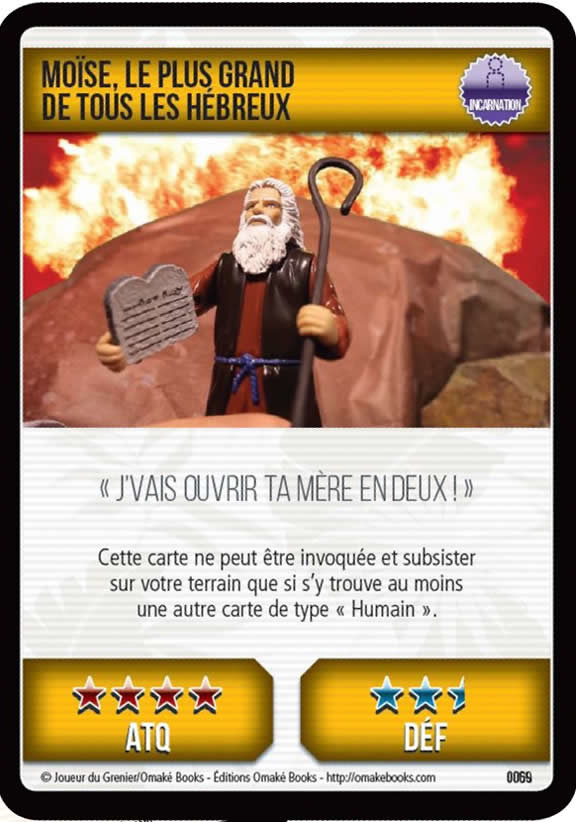 MOÏSE, LE PLUS GRAND
DE TOUS LES HÉBREUX
INCARNATION
« J'VAIS OUVRIR TA MÈRE EN DEUX ! »
Cette carte ne peut être invoquée et subsister
sur votre terrain que si s'y trouve au moins
une autre carte de type « Humain ».
ATQ
DÉF
© Joueur du Grenier/Omaké Books - Éditions Omaké Books - http://omakebooks.com
0069